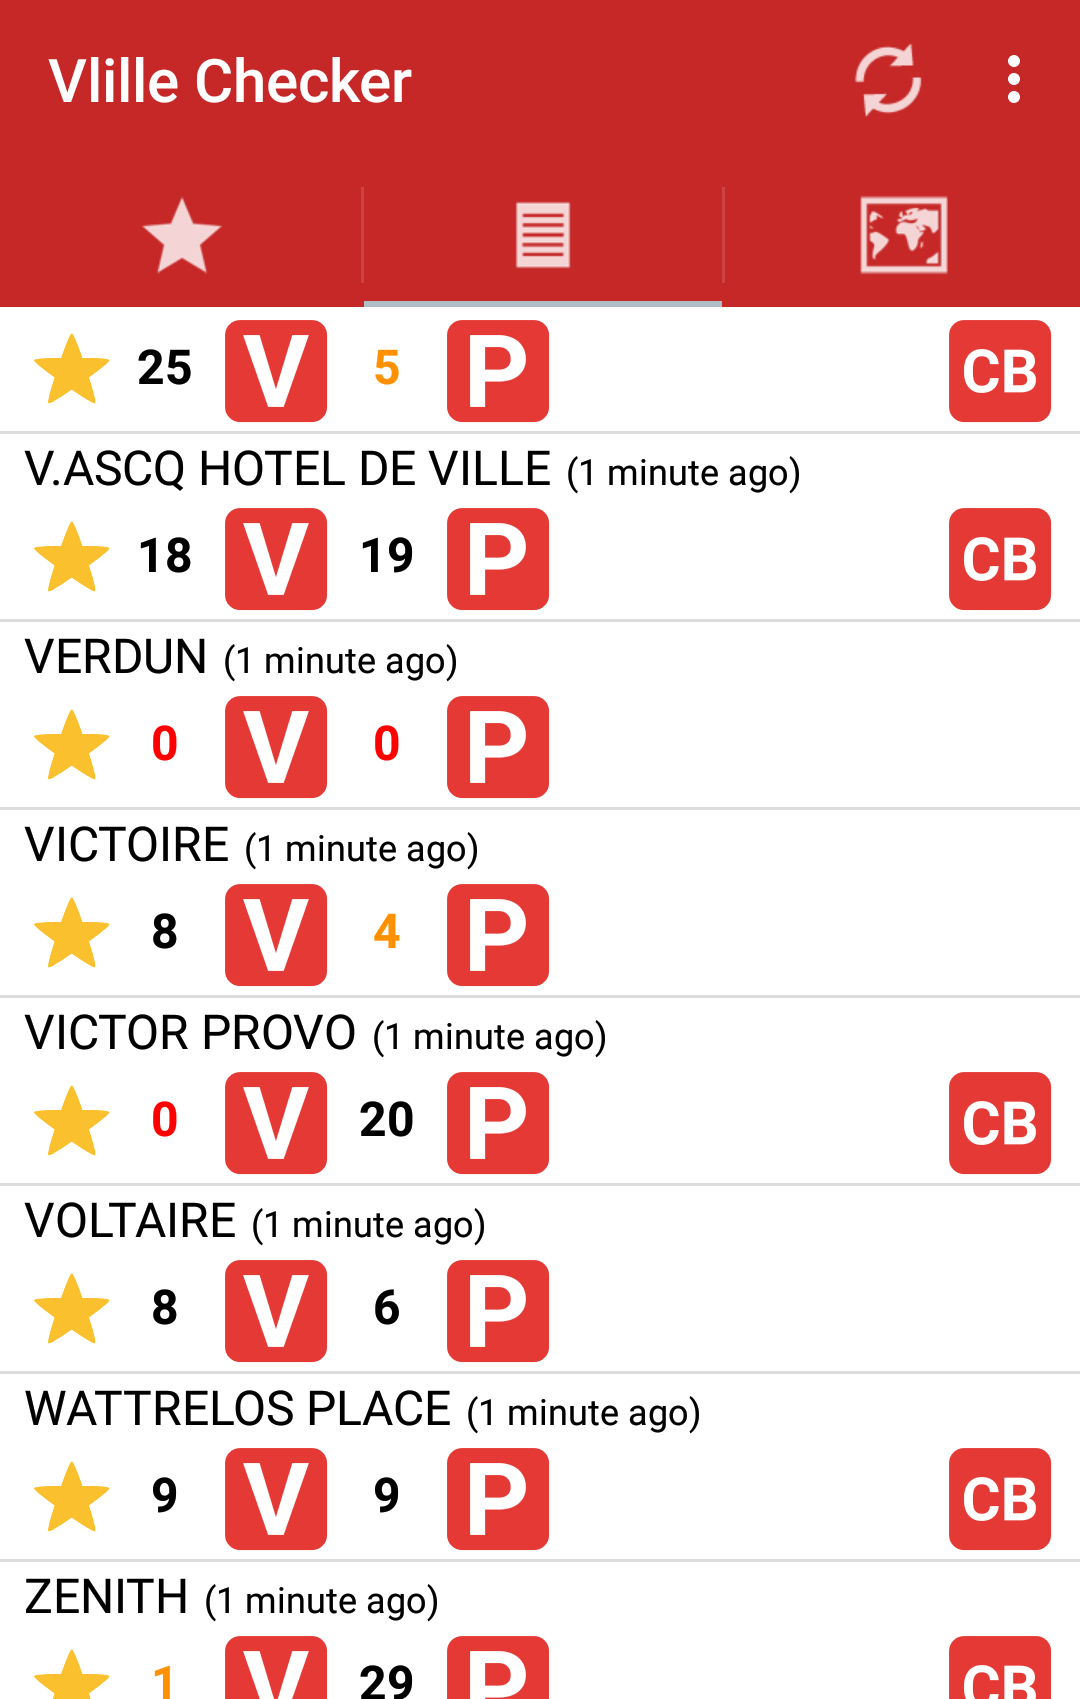 Vlille Checker
25 V 5 P CB
V.ASCQ HOTEL DE VILLE (1 minute ago)
18 V 19 P CB
VERDUN (1 minute ago)
0 V 0 P
VICTOIRE (1 minute ago)
8 V 4 P
VICTOR PROVO (1 minute ago)
0 V 20 P CB
VOLTAIRE (1 minute ago)
8 V 6 P
WATTRELOS PLACE (1 minute ago)
9 V 9 P CB
ZENITH (1 minute ago)
1 V 29 P CB